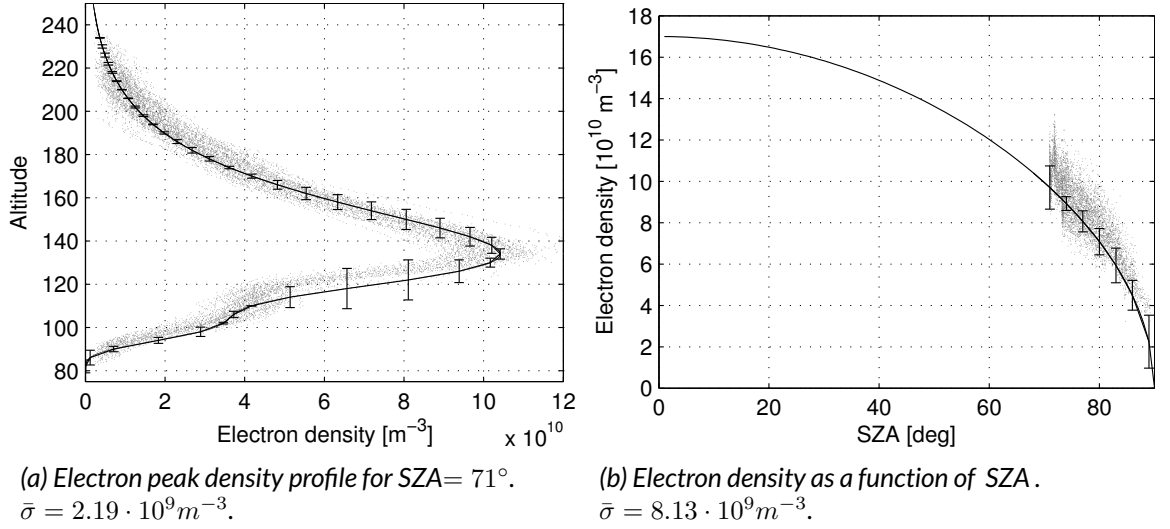 240
220
200
180
160
140
120
100
80
Altitude
0 2 4 6 8 10 12
Electron density [m⁻³]
x 10¹⁰
18
16
14
12
10
8
6
4
2
0
Electron density [10¹⁰ m⁻³]
0 20 40 60 80
SZA [deg]
(a) Electron peak density profile for SZA= 71°.
σ̄ = 2.19 · 10⁹m⁻³.
(b) Electron density as a function of SZA .
σ̄ = 8.13 · 10⁹m⁻³.